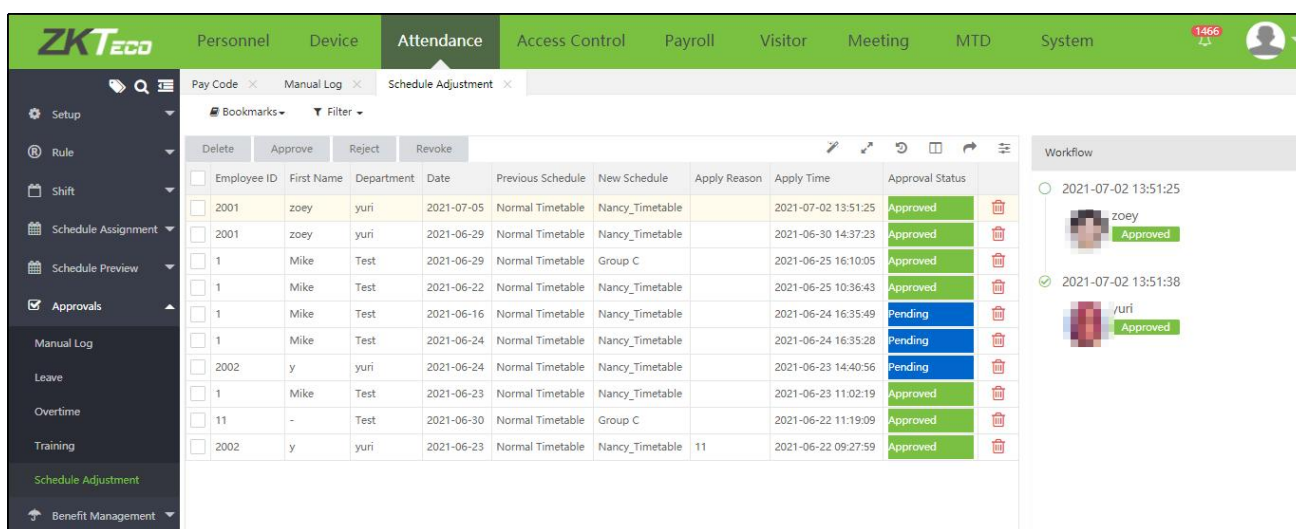 ZKTECO Personnel Device Attendance Access Control Payroll Visitor Meeting MTD System 1466
Pay Code Manual Log Schedule Adjustment
Setup
Rule
Shift
Schedule Assignment
Schedule Preview
Approvals
Manual Log
Leave
Overtime
Training
Schedule Adjustment
Benefit Management
Bookmarks Filter
Delete Approve Reject Revoke
Employee ID First Name Department Date Previous Schedule New Schedule Apply Reason Apply Time Approval Status
2001 zoey yuri 2021-07-05 Normal Timetable Nancy_Timetable 2021-07-02 13:51:25 Approved
2001 zoey yuri 2021-06-29 Normal Timetable Nancy_Timetable 2021-06-30 14:37:23 Approved
1 Mike Test 2021-06-29 Normal Timetable Group C 2021-06-25 16:10:05 Approved
1 Mike Test 2021-06-22 Normal Timetable Nancy_Timetable 2021-06-25 10:36:43 Approved
1 Mike Test 2021-06-16 Normal Timetable Nancy_Timetable 2021-06-24 16:35:49 Pending
1 Mike Test 2021-06-24 Normal Timetable Nancy_Timetable 2021-06-24 16:35:28 Pending
2002 y yuri 2021-06-24 Normal Timetable Nancy_Timetable 2021-06-23 14:40:56 Pending
1 Mike Test 2021-06-23 Normal Timetable Nancy_Timetable 2021-06-23 11:02:19 Approved
11 - Test 2021-06-30 Normal Timetable Group C 2021-06-22 11:19:09 Approved
2002 y yuri 2021-06-23 Normal Timetable Nancy_Timetable 11 2021-06-22 09:27:59 Approved
Workflow
2021-07-02 13:51:25
zoey
Approved
2021-07-02 13:51:38
yuri
Approved